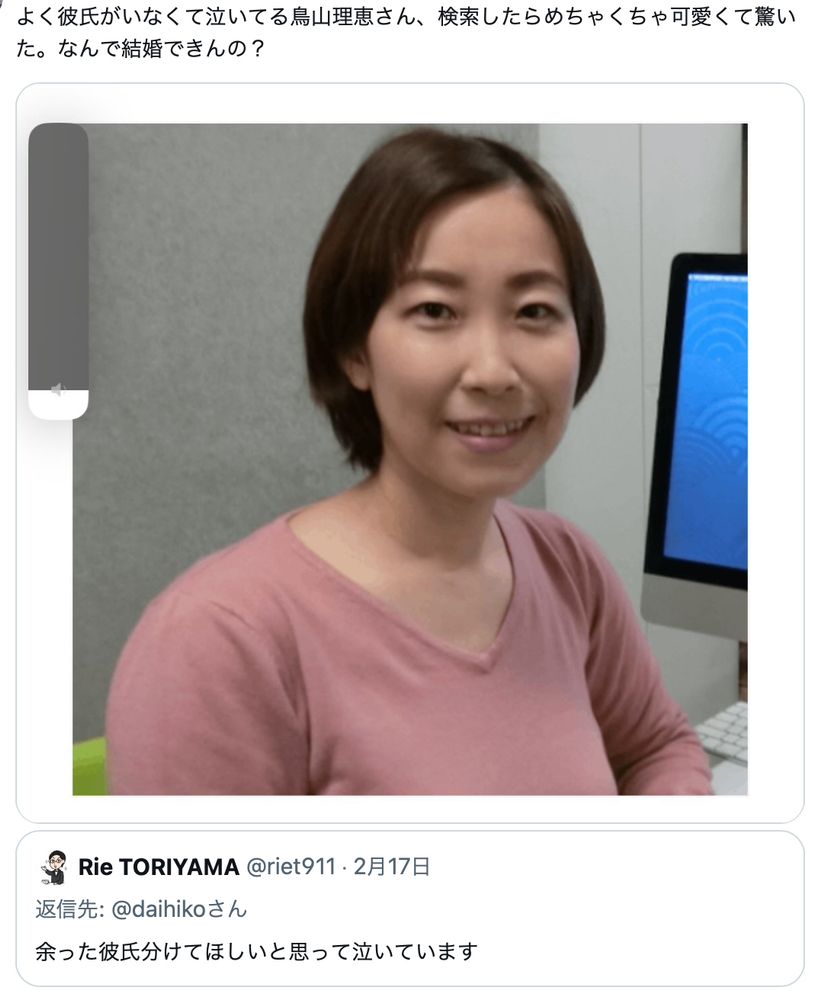 よく彼氏がいなくて泣いてる鳥山理恵さん、検索したらめちゃくちゃ可愛くて驚い
た。なんで結婚できんの？
Rie TORIYAMA @riet911 · 2月17日
返信先: @daihikoさん
余った彼氏分けてほしいと思って泣いています